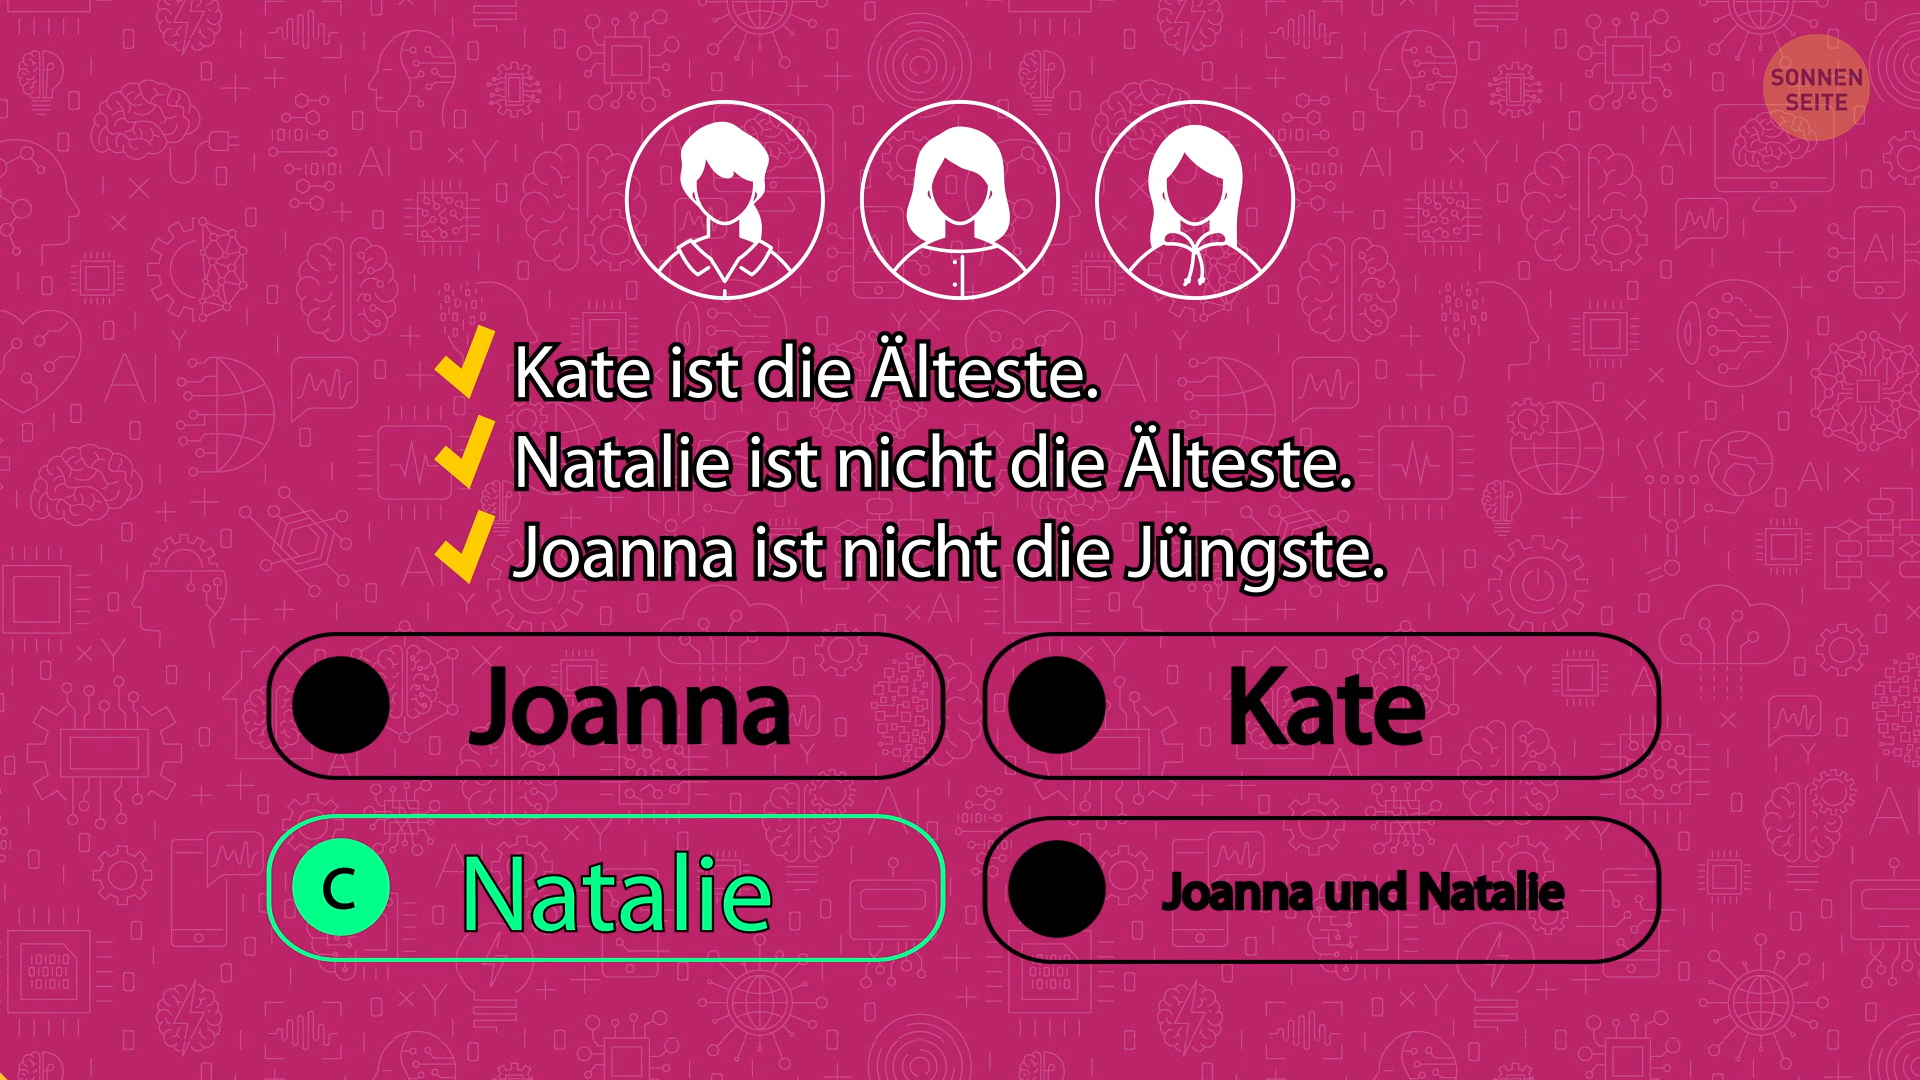 SONNEN
SEITE
Kate ist die Älteste.
Natalie ist nicht die Älteste.
Joanna ist nicht die Jüngste.
Joanna
Kate
C Natalie
Joanna und Natalie